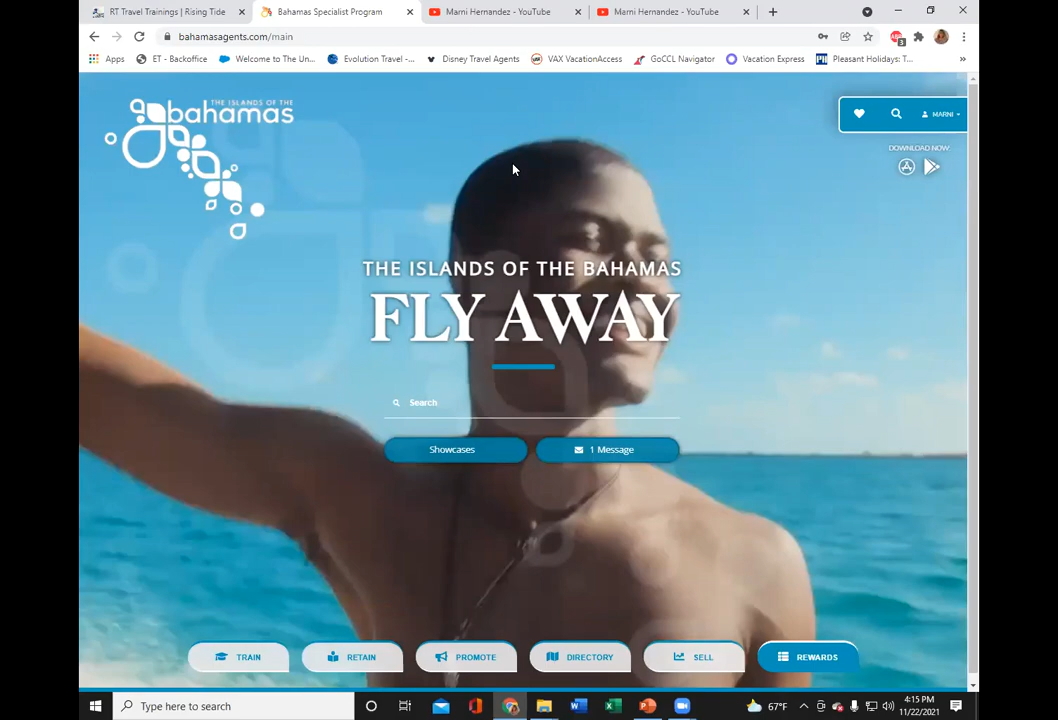 RT Travel Trainings | Rising Tide
Bahamas Specialist Program
Marni Hernandez - YouTube
Marni Hernandez - YouTube
bahamasagents.com/main
Apps
ET - Backoffice
Welcome to The Un...
Evolution Travel -...
Disney Travel Agents
VAX VacationAccess
GoCCL Navigator
Vacation Express
Pleasant Holidays: T...
THE ISLANDS OF THE
bahamas
MARNI
DOWNLOAD NOW
THE ISLANDS OF THE BAHAMAS
FLY AWAY
Search
Showcases
1 Message
TRAIN
RETAIN
PROMOTE
DIRECTORY
SELL
REWARDS
Type here to search
67°F
4:15 PM
11/22/2021